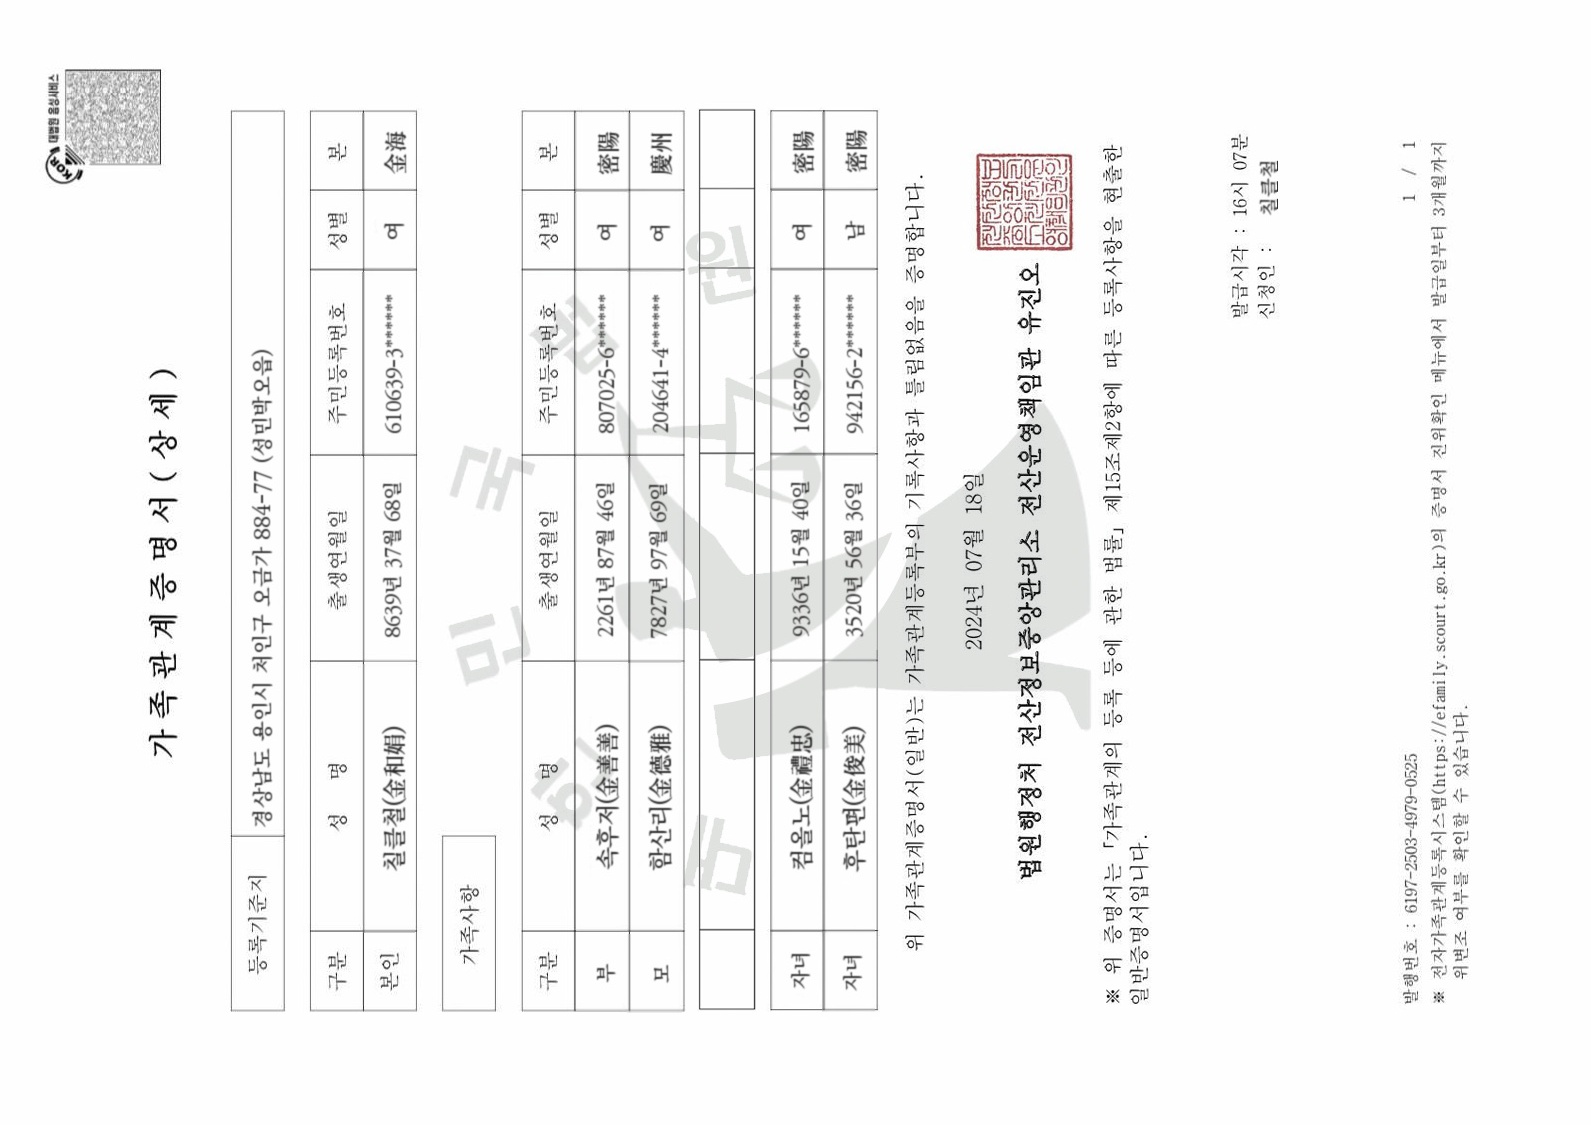 대법원 음성서비스
KOR
가족관계증명서(상세)
등록기준지 경상남도 용인시 처인구 오금가 884-77 (성민박오읍)
구분 성 명 출생연월일 주민등록번호 성별 본
본인 칠클철(金和娟) 8639년 37월 68일 610639-3****** 여 金海
가족사항
구분 성 명 출생연월일 주민등록번호 성별 본
부 속후저(金善善) 2261년 87월 46일 807025-6****** 여 密陽
모 함산리(金德雅) 7827년 97월 69일 204641-4****** 여 慶州
자녀 컴올노(金禮忠) 9336년 15월 40일 165879-6****** 여 密陽
자녀 후탄편(金俊美) 3520년 56월 36일 942156-2****** 남 密陽
위 가족관계증명서(일반)는 가족관계등록부의 기록사항과 틀림없음을 증명합니다.
2024년 07월 18일
법원행정처 전산정보중앙관리소 전산운영책임관 유진오
※ 위 증명서는 「가족관계의 등록 등에 관한 법률」 제15조제2항에 따른 등록사항을 현출한
일반증명서입니다.
발급시각 : 16시 07분
신청인 : 칠클철
발행번호 : 6197-2503-4979-0525 1 / 1
※ 전자가족관계등록시스템(https://efamily.scourt.go.kr)의 증명서 진위확인 메뉴에서 발급일부터 3개월까지
위변조 여부를 확인할 수 있습니다.